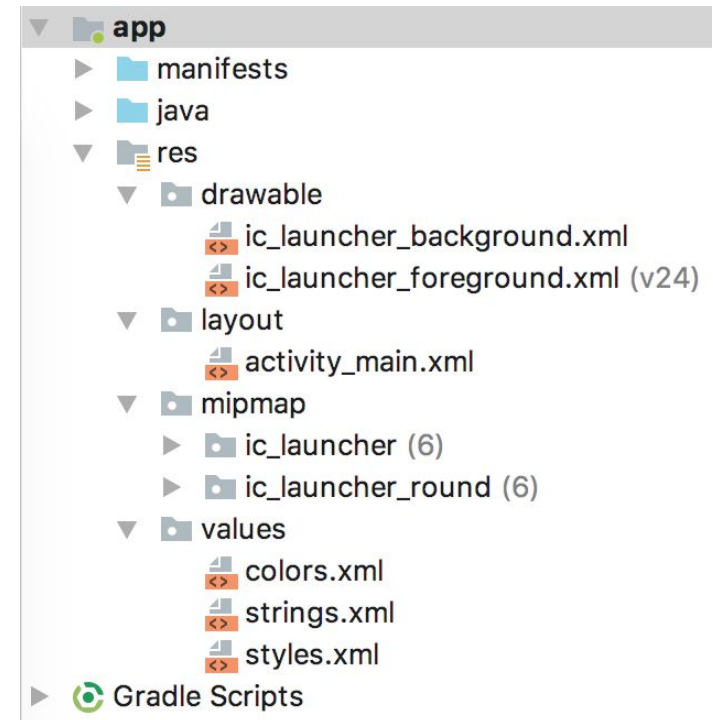 app
manifests
java
res
drawable
ic_launcher_background.xml
ic_launcher_foreground.xml (v24)
layout
activity_main.xml
mipmap
ic_launcher (6)
ic_launcher_round (6)
values
colors.xml
strings.xml
styles.xml
Gradle Scripts